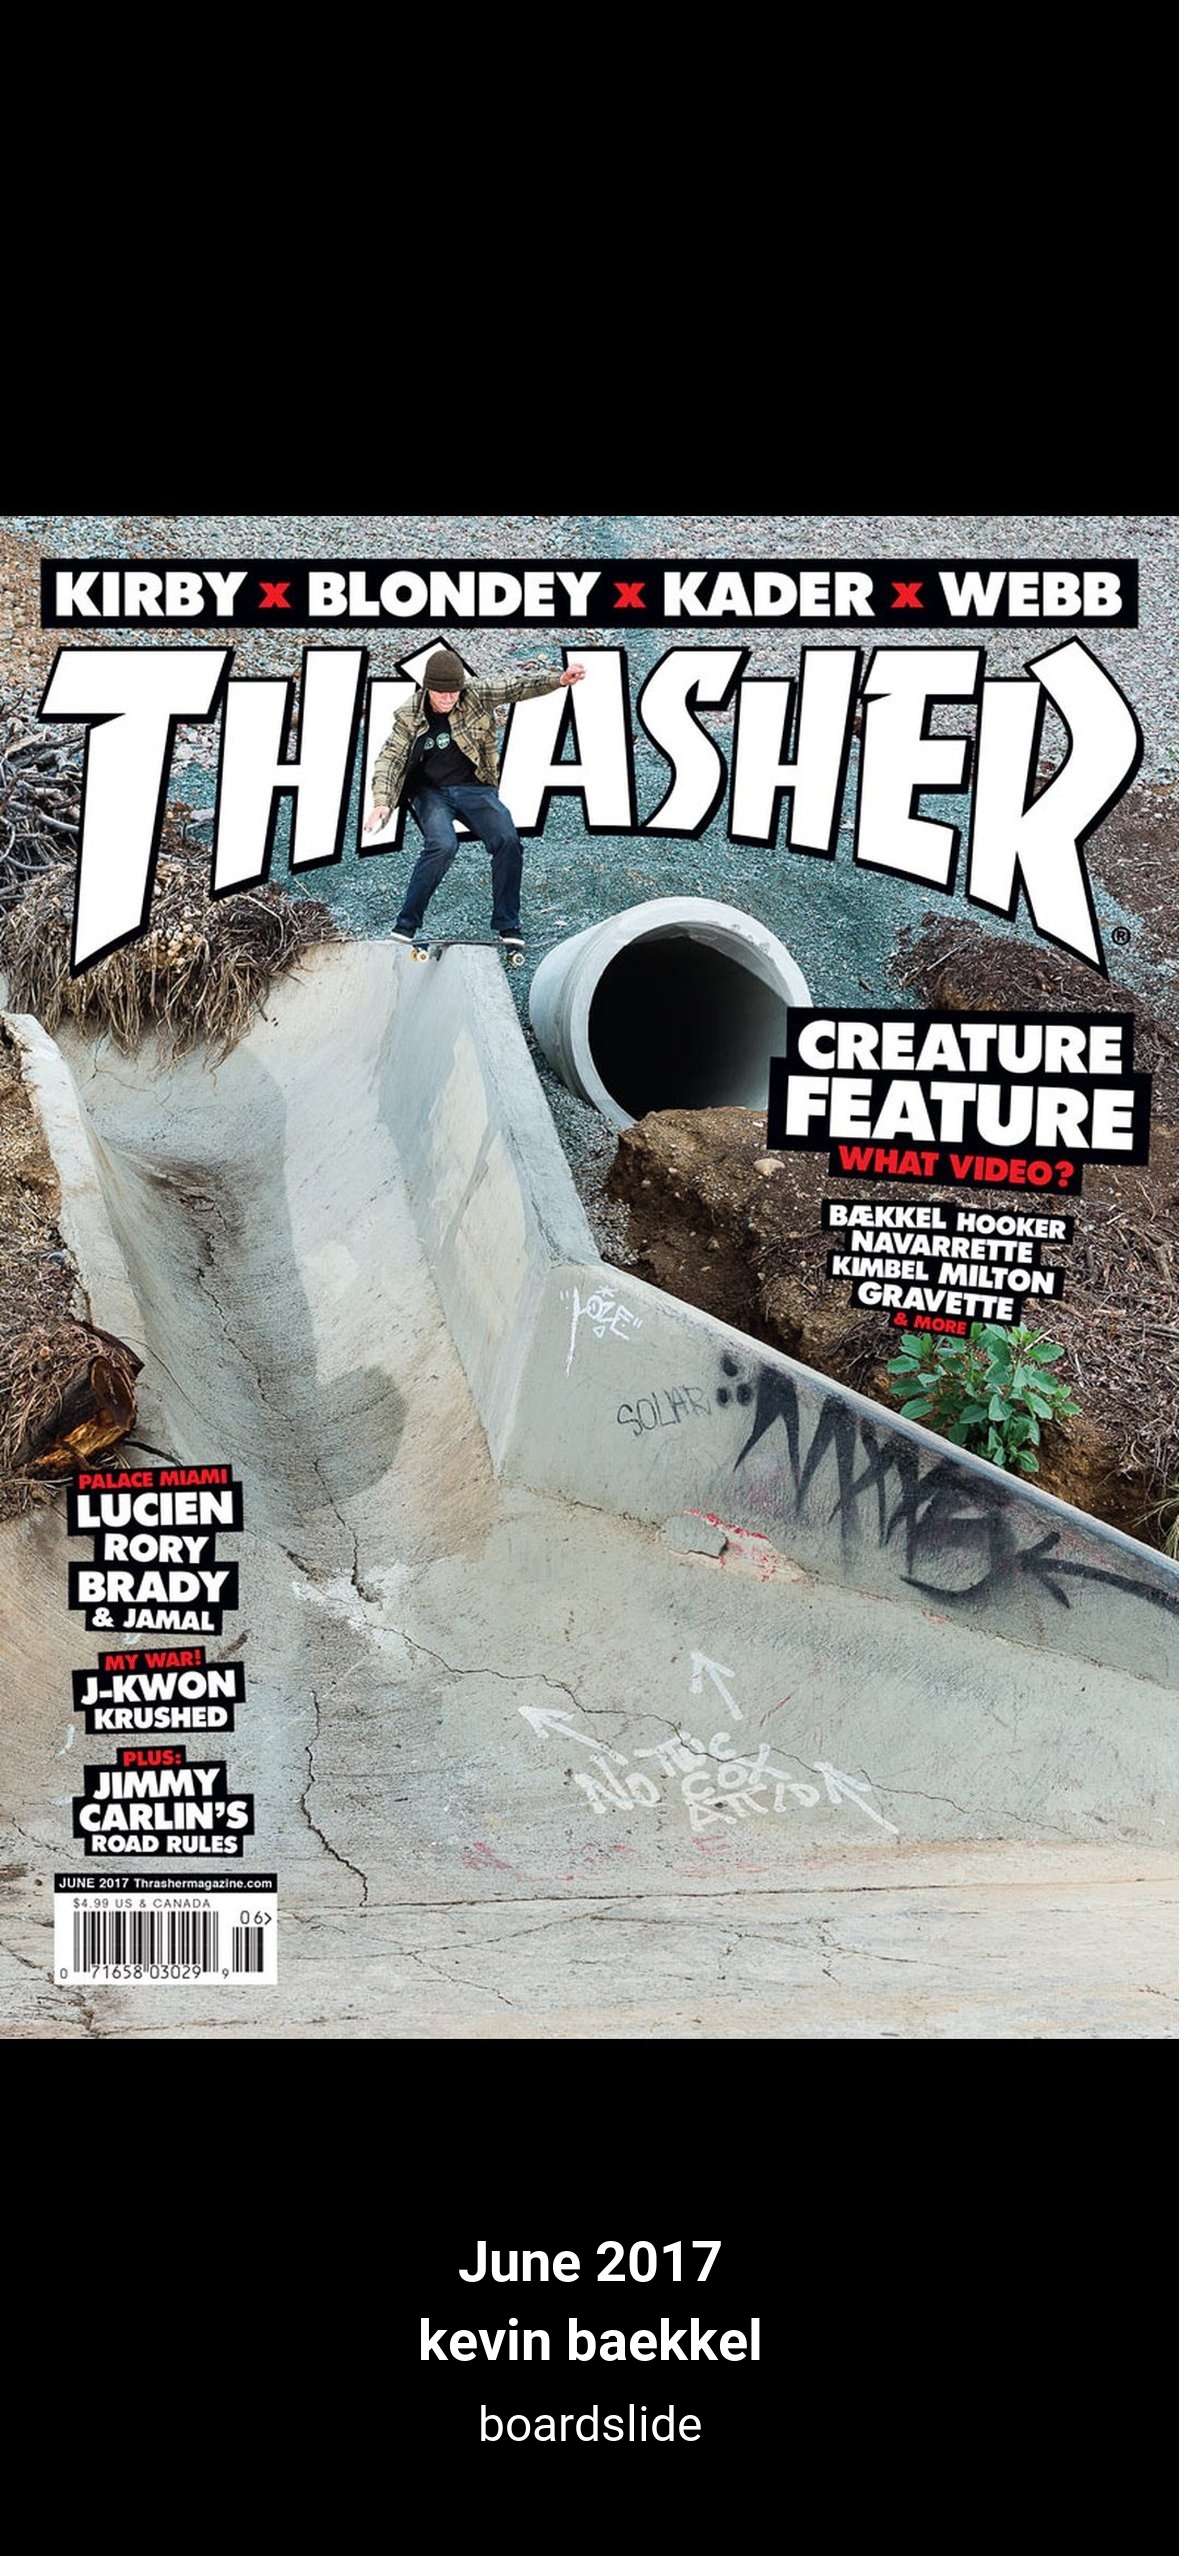 KIRBY x BLONDEY x KADER x WEBB
THRASHER®
CREATURE
FEATURE
WHAT VIDEO?
BÆKKEL HOOKER
NAVARRETTE
KIMBEL MILTON
GRAVETTE
& MORE
SOLAR
PALACE MIAMI
LUCIEN
RORY
BRADY
& JAMAL
MY WAR!
J-KWON
KRUSHED
PLUS:
JIMMY
CARLIN'S
ROAD RULES
NO
JUNE 2017 Thrashermagazine.com
$4.99 US & CANADA
06>
0 71658 03029 9
June 2017
kevin baekkel
boardslide